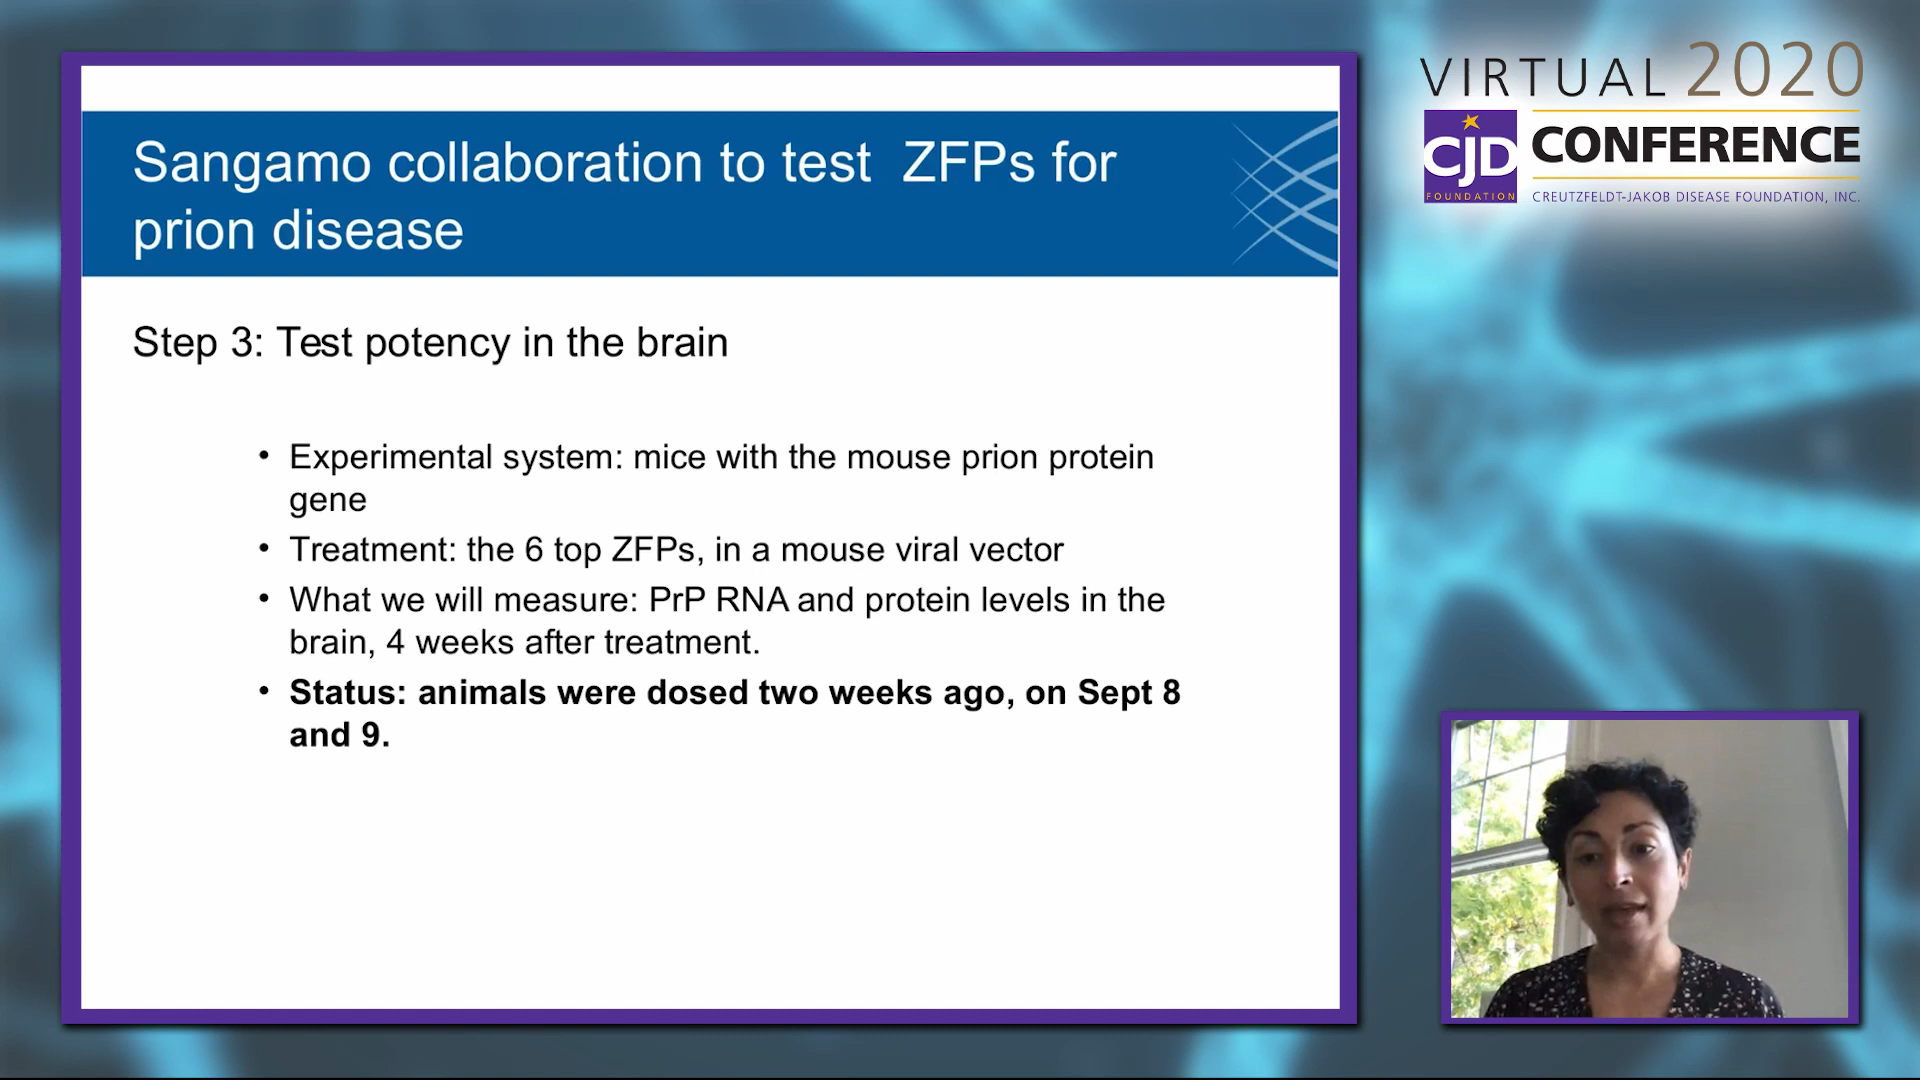 Sangamo collaboration to test  ZFPs for
prion disease
Step 3: Test potency in the brain
• Experimental system: mice with the mouse prion protein
gene
• Treatment: the 6 top ZFPs, in a mouse viral vector
• What we will measure: PrP RNA and protein levels in the
brain, 4 weeks after treatment.
• Status: animals were dosed two weeks ago, on Sept 8
and 9.
VIRTUAL 2020
CJD
FOUNDATION
CONFERENCE
CREUTZFELDT-JAKOB DISEASE FOUNDATION, INC.